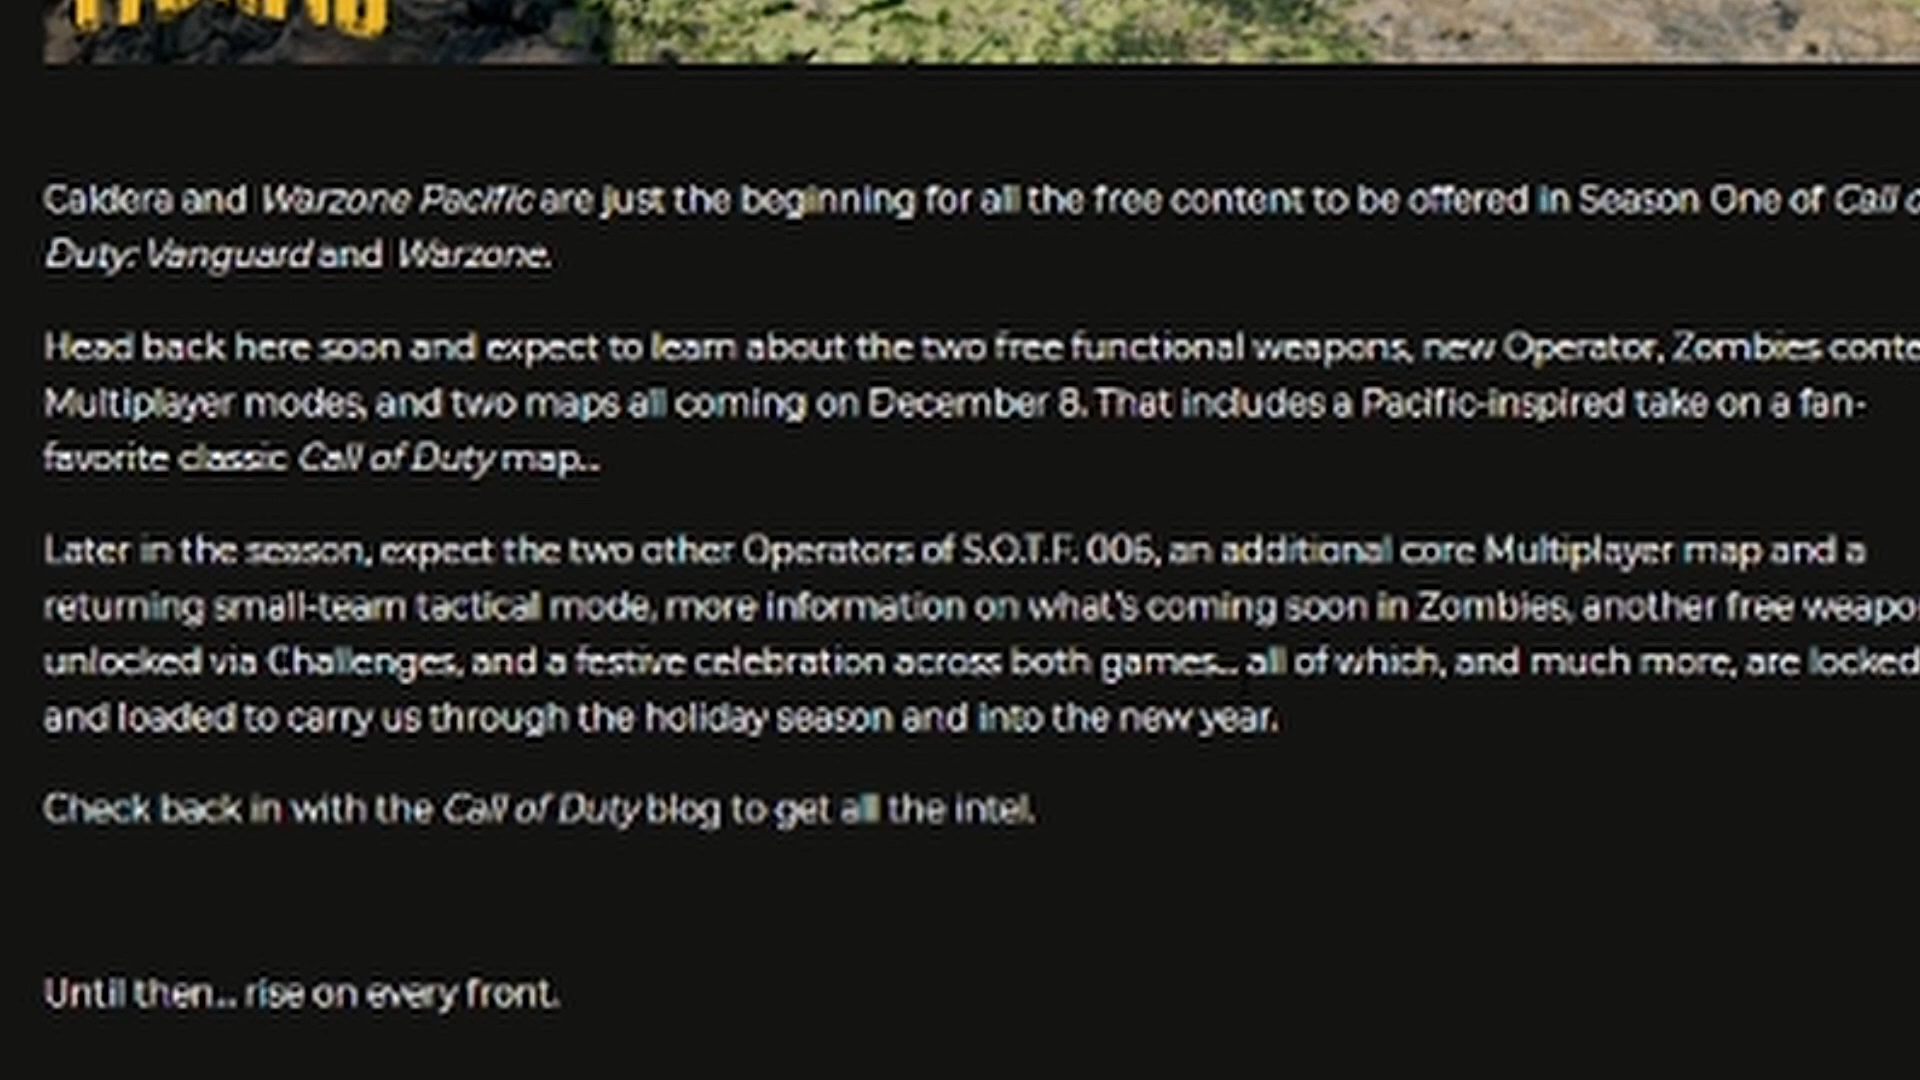 Caldera and Warzone Pacific are just the beginning for all the free content to be offered in Season One of Call
Duty: Vanguard and Warzone.
Head back here soon and expect to learn about the two free functional weapons, new Operator, Zombies
Multiplayer modes, and two maps all coming on December 8. That includes a Pacific-inspired take on a fan-
favorite classic Call of Duty map...
Later in the season, expect the two other Operators of S.O.T.F. 006, an additional core Multiplayer map and a
returning small-team tactical mode, more information on what's coming soon in Zombies, another free
unlocked via Challenges, and a festive celebration across both games... all of which, and much more, are locked
and loaded to carry us through the holiday season and into the new year.
Check back in with the Call of Duty blog to get all the intel.
Until then... rise on every front.